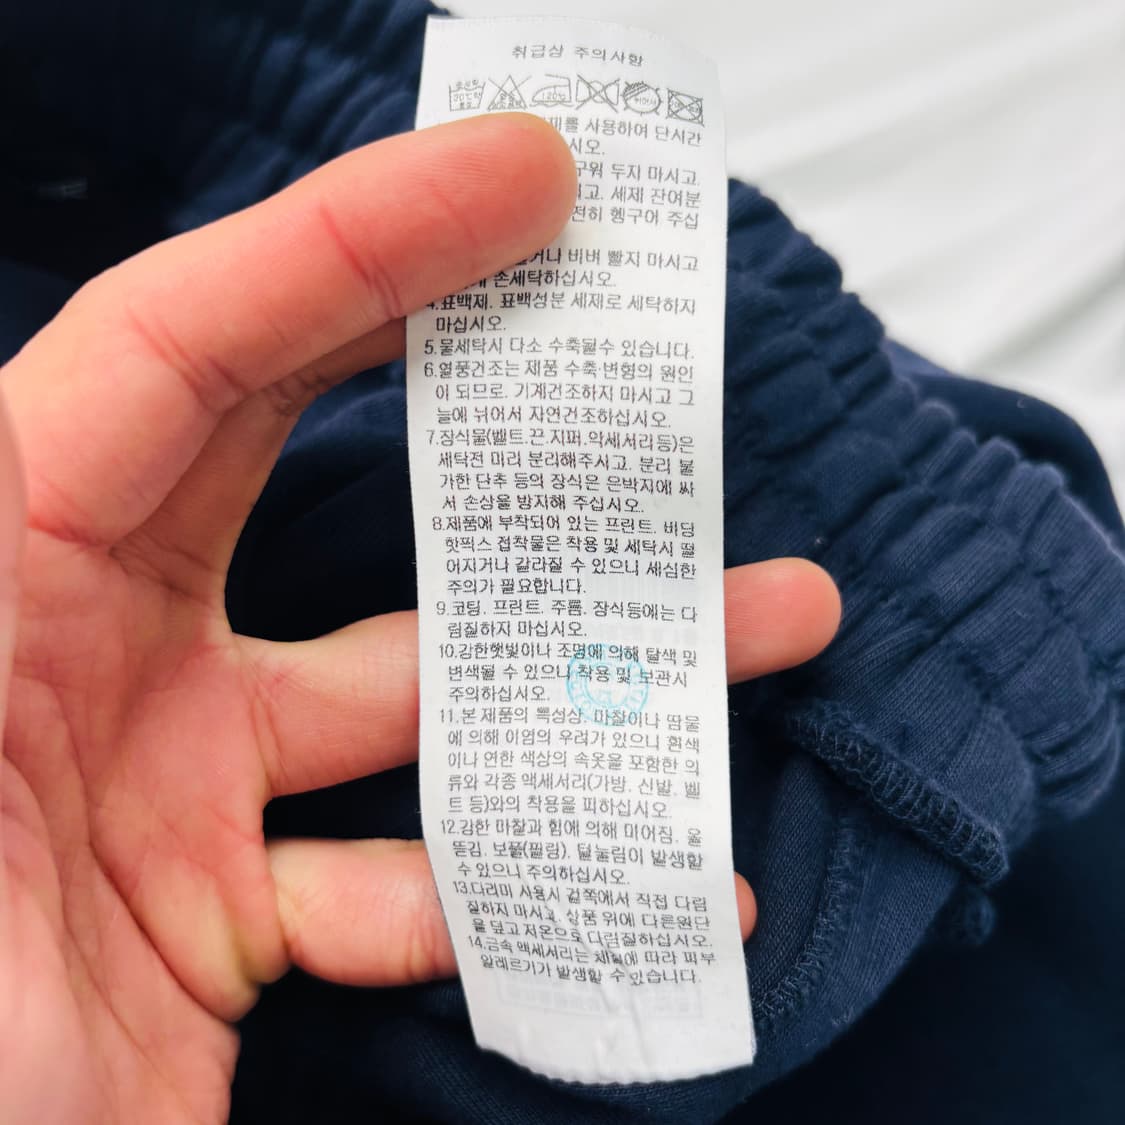 취급상 주의사항
120℃
뉘어서
사용하여 단시간
시오.
두지 마시고.
세제 잔여분
헹구어 주십
비벼 빨지 마시고
손세탁하십시오.
4.표백제. 표백성분 세제로 세탁하지
마십시오.
5.물세탁시 다소 수축될수 있습니다.
6.열풍건조는 제품 수축·변형의 원인
이 되므로. 기계건조하지 마시고 그
늘에 뉘어서 자연건조하십시오.
7.장식물(벨트.끈.지퍼.악세서리등)은
세탁전 미리 분리해주시고. 분리 불
가한 단추 등의 장식은 은박지에 싸
서 손상을 방지해 주십시오.
8.제품에 부착되어 있는 프린트. 비딩
핫픽스 접착물은 착용 및 세탁시 떨
어지거나 갈라질 수 있으니 세심한
주의가 필요합니다.
9.코팅. 프린트. 주름. 장식등에는 다
림질하지 마십시오.
10.강한햇빛이나 조명에 의해 탈색 및
변색될 수 있으니 착용 및 보관시
주의하십시오.
11.본 제품의 특성상. 마찰이나 땀물
에 의해 이염의 우려가 있으니 흰색
이나 연한 색상의 속옷을 포함한 의
류와 각종 액세서리(가방. 신발. 벨
트 등)와의 착용을 피하십시오.
12.강한 마찰과 힘에 의해 미어짐. 올
뜯김. 보풀(필링). 털눌림이 발생할
수 있으니 주의하십시오.
13.다리미 사용시 겉쪽에서 직접 다림
질하지 마시고. 상품 위에 다른원단
을 덮고 저온으로 다림질하십시오.
14.금속 액세서리는 체질에 따라 피부
알레르기가 발생할 수 있습니다.